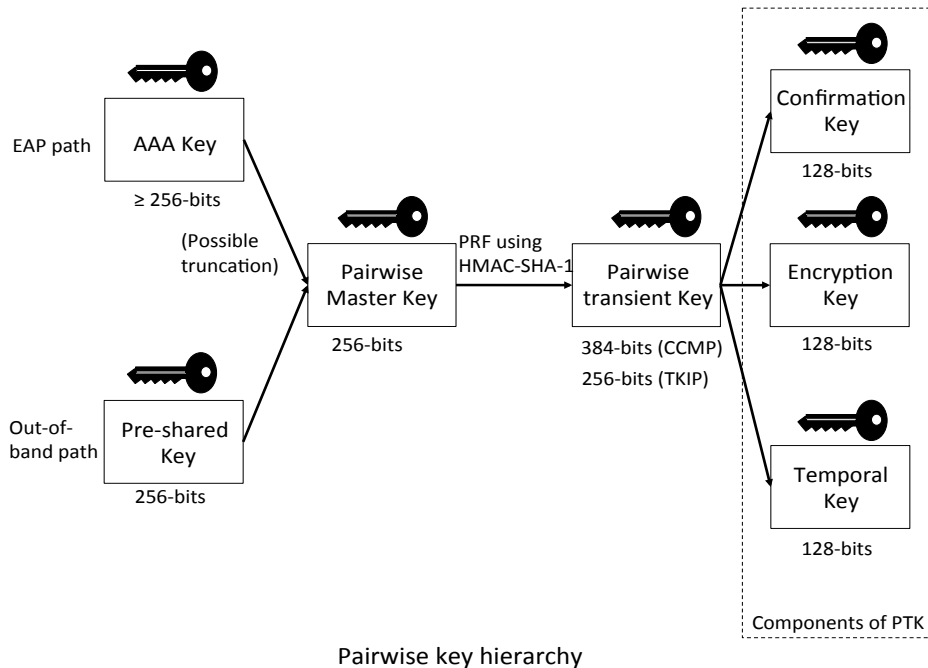 EAP path
AAA Key
≥ 256-bits
(Possible
truncation)
Out-of-
band path
Pre-shared
Key
256-bits
Pairwise
Master Key
256-bits
PRF using
HMAC-SHA-1
Pairwise
transient Key
384-bits (CCMP)
256-bits (TKIP)
Confirmation
Key
128-bits
Encryption
Key
128-bits
Temporal
Key
128-bits
Components of PTK
Pairwise key hierarchy